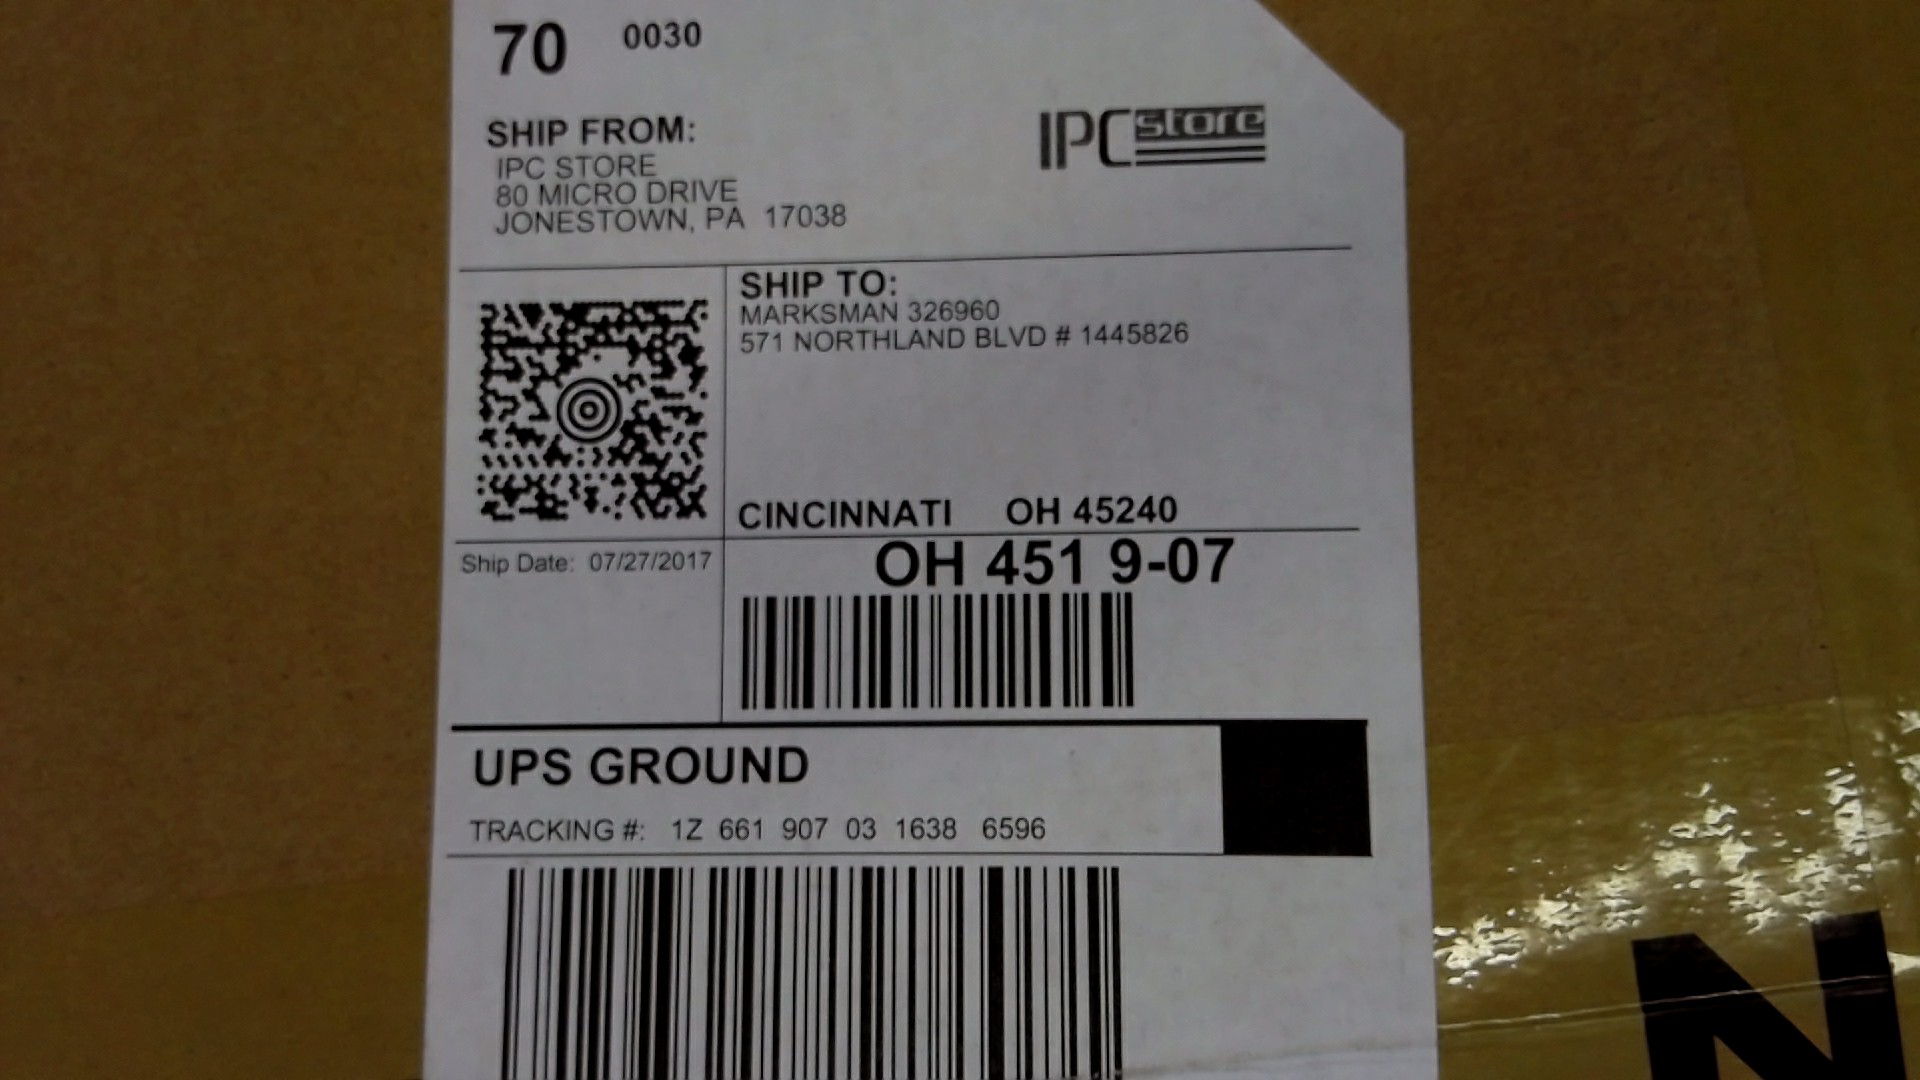 70 0030
IPC store
SHIP FROM:
IPC STORE
80 MICRO DRIVE
JONESTOWN, PA 17038
SHIP TO:
MARKSMAN 326960
571 NORTHLAND BLVD # 1445826
CINCINNATI OH 45240
Ship Date: 07/27/2017
OH 451 9-07
UPS GROUND
TRACKING #: 1Z 661 907 03 1638 6596
N